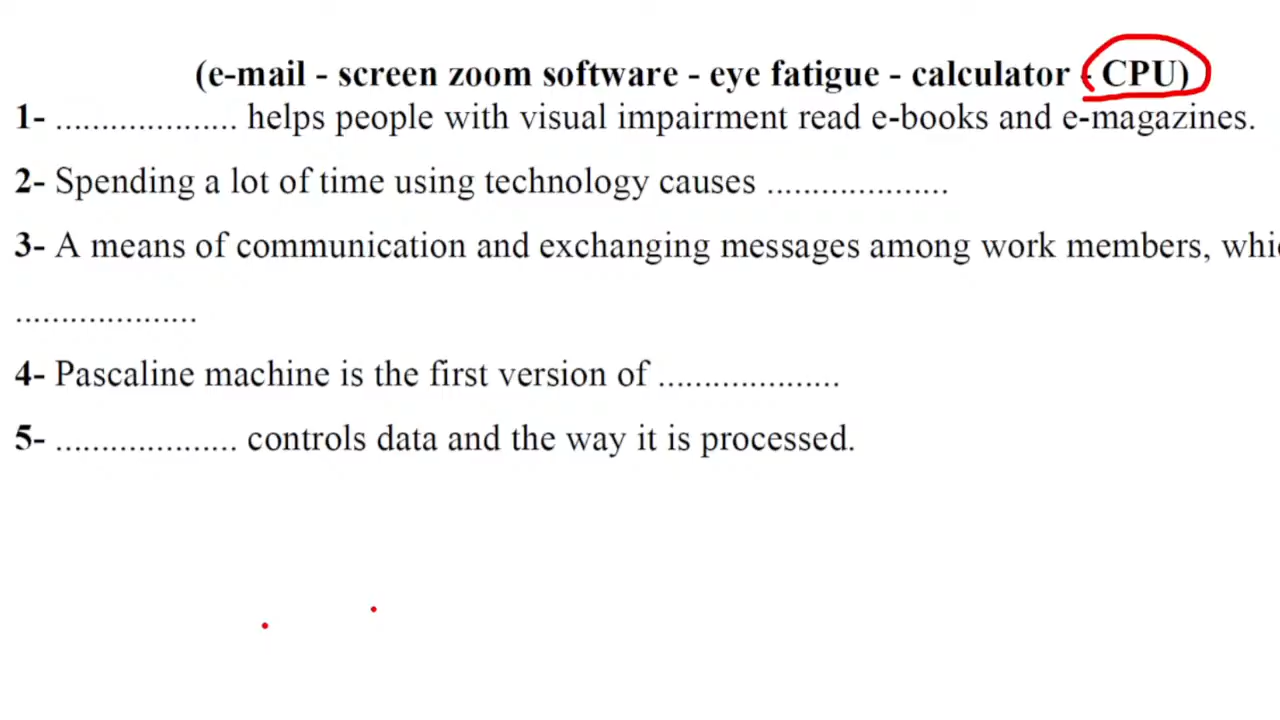 (e-mail - screen zoom software - eye fatigue - calculator - CPU)
1- .................... helps people with visual impairment read e-books and e-magazines.
2- Spending a lot of time using technology causes ....................
3- A means of communication and exchanging messages among work members,
....................
4- Pascaline machine is the first version of ....................
5- .................... controls data and the way it is processed.